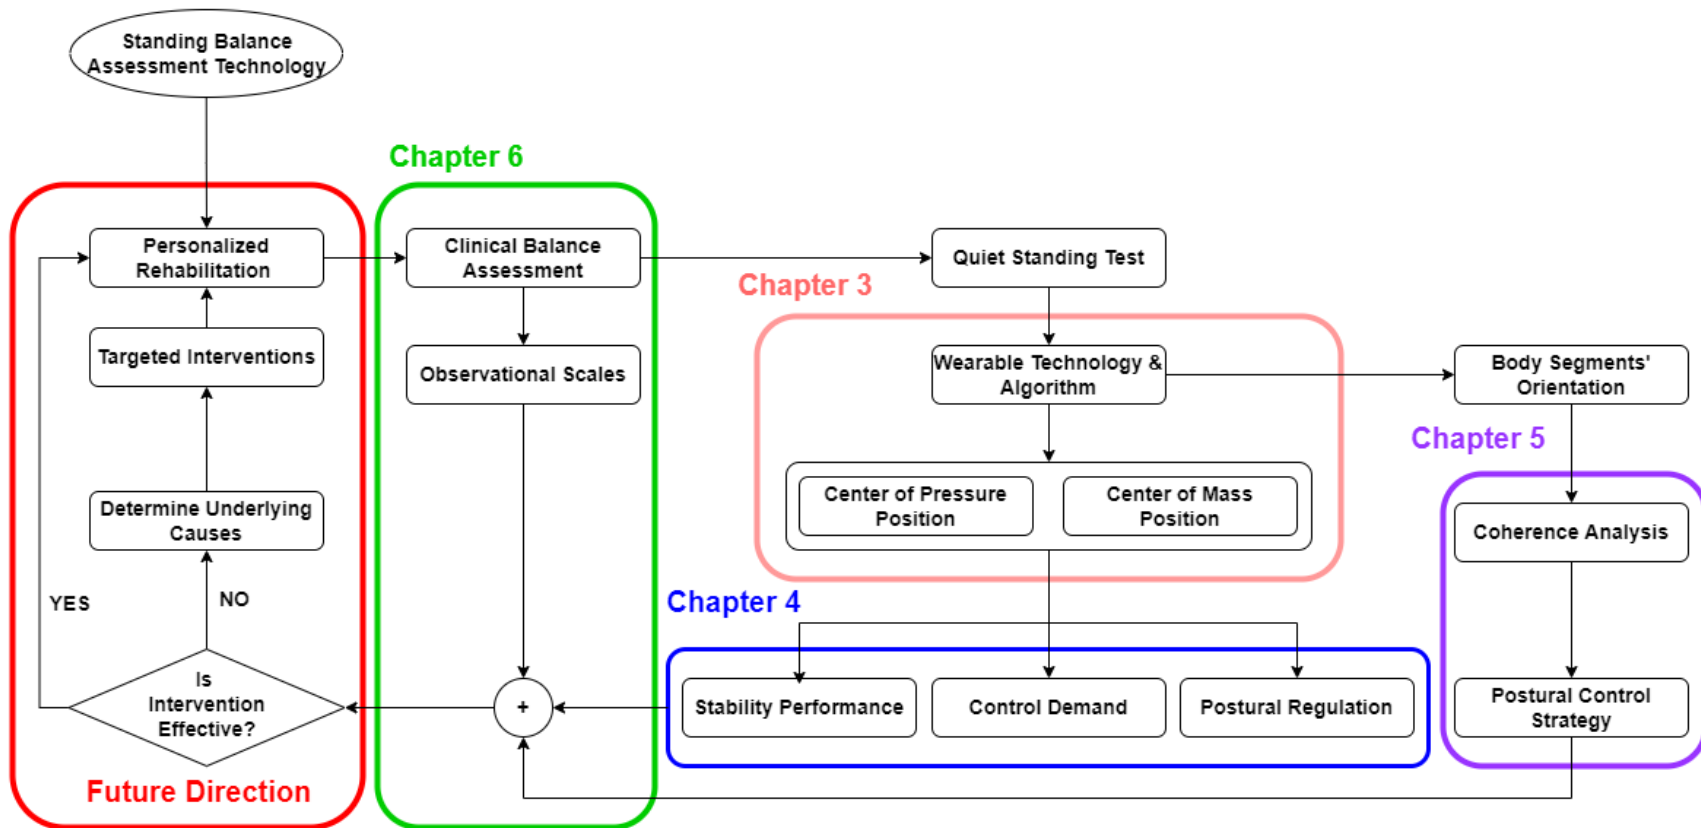 Standing Balance
Assessment Technology
Chapter 6
Personalized
Rehabilitation
Clinical Balance
Assessment
Quiet Standing Test
Chapter 3
Targeted Interventions
Observational Scales
Wearable Technology &
Algorithm
Body Segments'
Orientation
Chapter 5
Determine Underlying
Causes
Center of Pressure
Position
Center of Mass
Position
Coherence Analysis
YES
NO
Chapter 4
Is
Intervention
Effective?
+
Stability Performance
Control Demand
Postural Regulation
Postural Control
Strategy
Future Direction